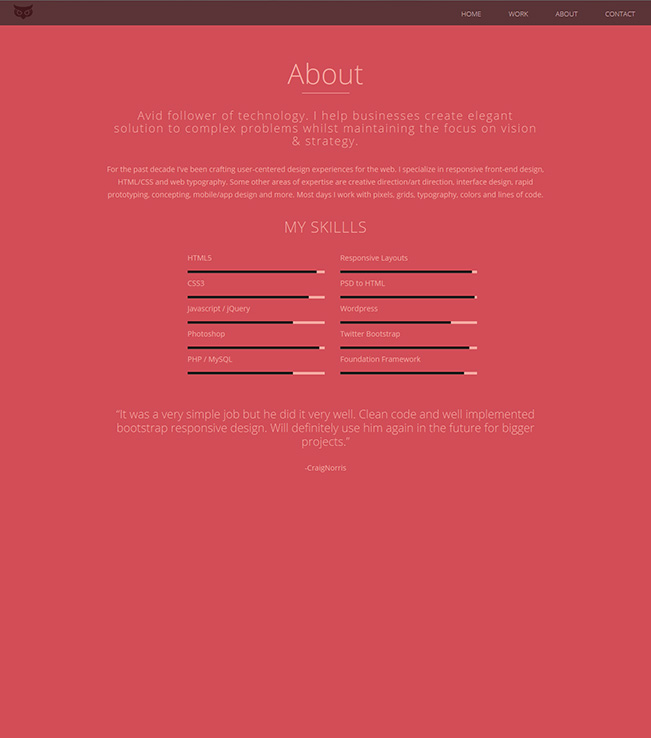 HOME WORK ABOUT CONTACT
About
Avid follower of technology. I help businesses create elegant
solution to complex problems whilst maintaining the focus on vision
& strategy.
For the past decade I've been crafting user-centered design experiences for the web. I specialize in responsive front-end design,
HTML/CSS and web typography. Some other areas of expertise are creative direction/art direction, interface design, rapid
prototyping, concepting, mobile/app design and more. Most days I work with pixels, grids, typography, colors and lines of code.
MY SKILLLS
HTML5 Responsive Layouts
CSS3 PSD to HTML
Javascript / JQuery Wordpress
Photoshop Twitter Bootstrap
PHP / MySQL Foundation Framework
“It was a very simple job but he did it very well. Clean code and well implemented
bootstrap responsive design. Will definitely use him again in the future for bigger
projects.”
-CraigNorris